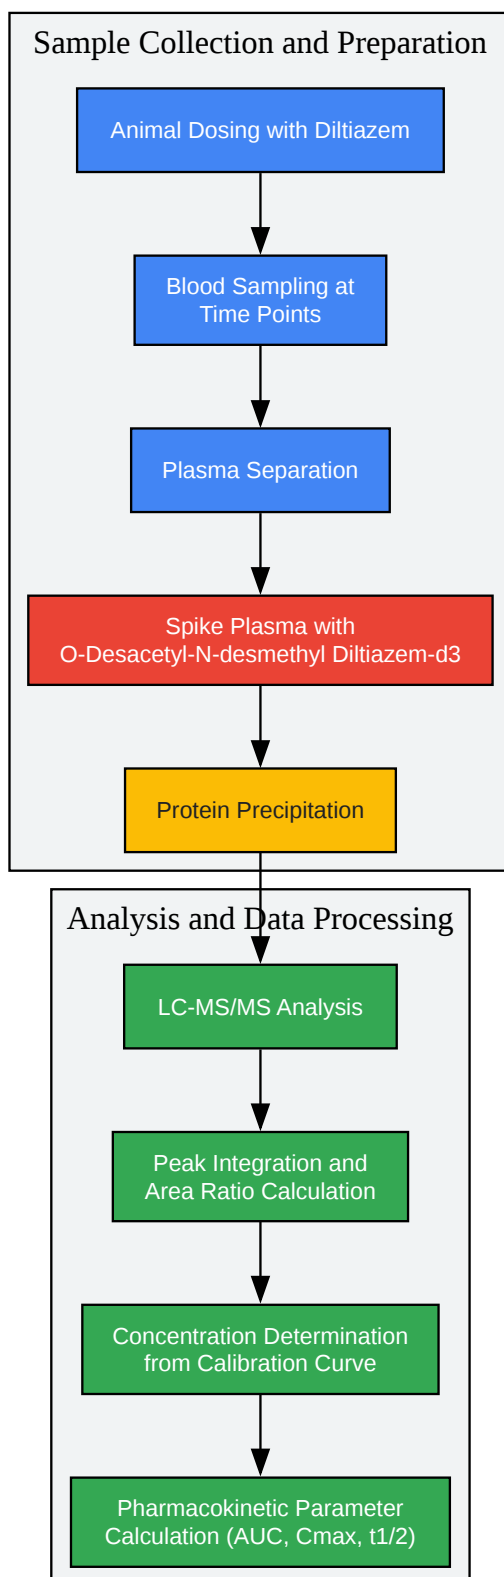 Sample Collection and Preparation
Animal Dosing with Diltiazem
Blood Sampling at
Time Points
Plasma Separation
Spike Plasma with
O-Desacetyl-N-desmethyl Diltiazem-d3
Protein Precipitation
Analysis and Data Processing
LC-MS/MS Analysis
Peak Integration and
Area Ratio Calculation
Concentration Determination
from Calibration Curve
Pharmacokinetic Parameter
Calculation (AUC, Cmax, t1/2)